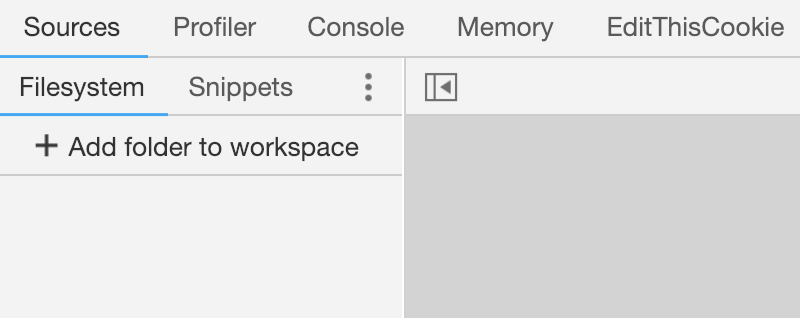 Sources Profiler Console Memory EditThisCookie
Filesystem Snippets
Add folder to workspace